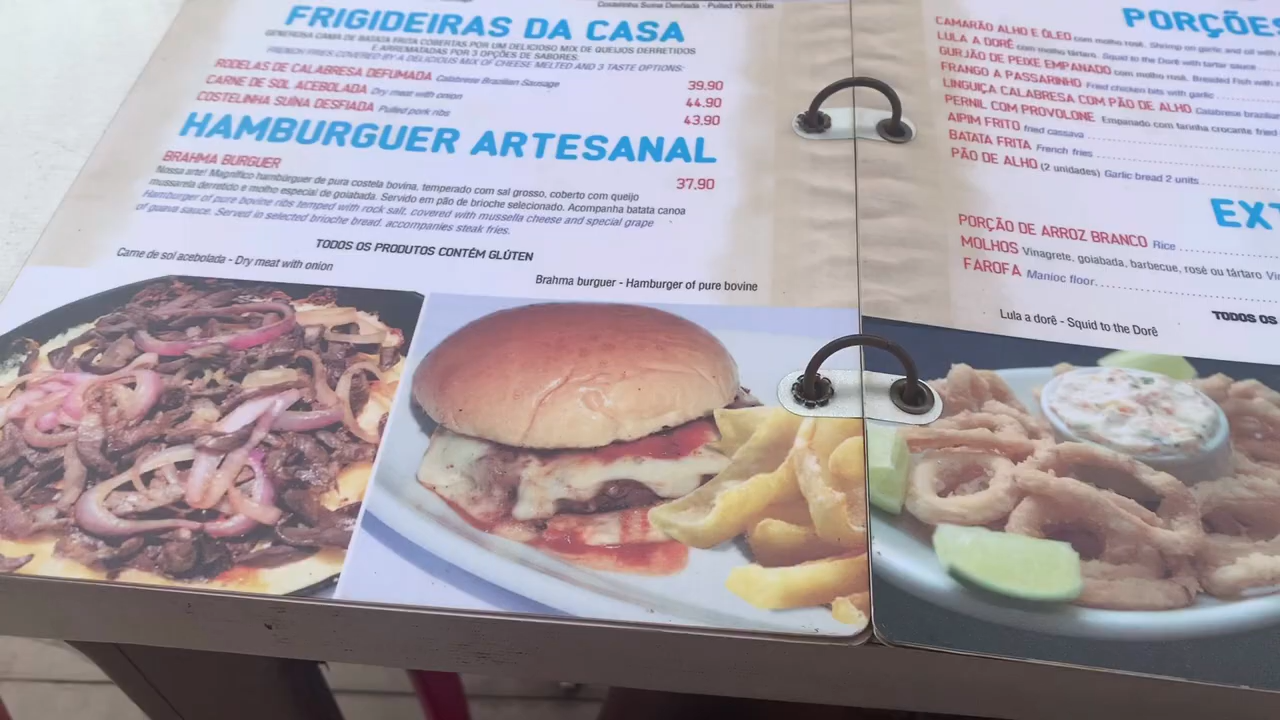 Costelinha Suína Desfiada - Pulled Pork Ribs
FRIGIDEIRAS DA CASA
GENEROSA CAMA DE BATATA FRITA COBERTAS POR UM DELICIOSO MIX DE QUEIJOS DERRETIDOS
E ARREMATADAS POR 3 OPÇÕES DE SABORES:
FRENCH FRIES COVERED BY A DELICIOUS MIX OF CHEESE MELTED AND 3 TASTE OPTIONS:
RODELAS DE CALABRESA DEFUMADA Calabrese Brazilian Sausage 39.90
CARNE DE SOL ACEBOLADA Dry meat with onion 44.90
COSTELINHA SUÍNA DESFIADA Pulled pork ribs 43.90
HAMBURGUER ARTESANAL
BRAHMA BURGUER 37.90
Nossa arte! Magnífico hambúrguer de pura costela bovina, temperado com sal grosso, coberto com queijo
mussarela derretido e molho especial de goiabada. Servido em pão de brioche selecionado. Acompanha batata canoa
Hamburger of pure bovine ribs temped with rock salt, covered with mussella cheese and special grape
of guava sauce. Served in selected brioche bread, accompanies steak fries.
TODOS OS PRODUTOS CONTÊM GLÚTEN
Carne de sol acebolada - Dry meat with onion
Brahma burguer - Hamburger of pure bovine
PORÇÕES
CAMARÃO ALHO E ÓLEO com molho rosé. Shrimp on garlic and oil with
LULA A DORÊ com molho tártaro. Squid to the Dorê with tartar sauce
GURJÃO DE PEIXE EMPANADO com molho rosé. Breaded Fish with
FRANGO A PASSARINHO Fried chicken bits with garlic
LINGUIÇA CALABRESA COM PÃO DE ALHO Calabrese brazilian
PERNIL COM PROVOLONE Empanado com farinha crocante fried
AIPIM FRITO fried cassava
BATATA FRITA French fries
PÃO DE ALHO (2 unidades) Garlic bread 2 units
EXT
PORÇÃO DE ARROZ BRANCO Rice
MOLHOS Vinagrete, goiabada, barbecue, rosé ou tártaro
FAROFA Manioc floor
TODOS OS
Lula a dorê - Squid to the Dorê